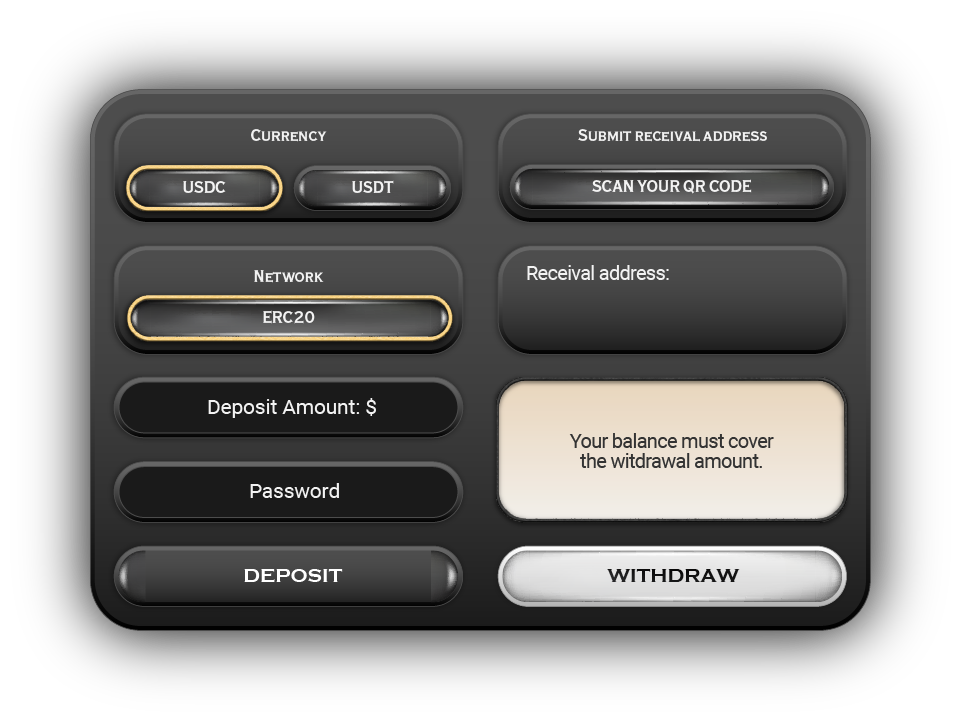 CURRENCY
USDC
USDT
NETWORK
ERC20
Deposit Amount: $
Password
DEPOSIT
SUBMIT RECEIVAL ADDRESS
SCAN YOUR QR CODE
Receival address:
Your balance must cover
the witdrawal amount.
WITHDRAW